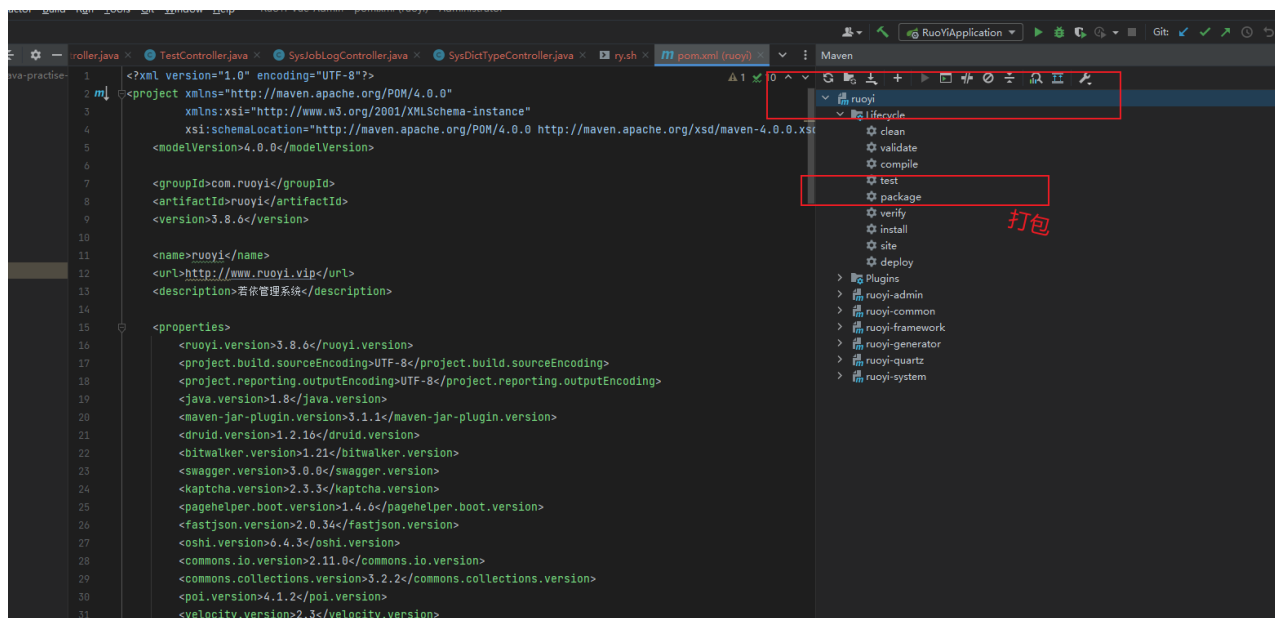 RuoYiApplication
Git:
roller.java
TestController.java
SysJobLogController.java
SysDictTypeController.java
ry.sh
pom.xml (ruoyi)
Maven
ava-practise-
1 <?xml version="1.0" encoding="UTF-8"?>
1
10
2 <project xmlns="http://maven.apache.org/POM/4.0.0"
3 xmlns:xsi="http://www.w3.org/2001/XMLSchema-instance"
4 xsi:schemaLocation="http://maven.apache.org/POM/4.0.0 http://maven.apache.org/xsd/maven-4.0.0.xsd
5 <modelVersion>4.0.0</modelVersion>
6
7 <groupId>com.ruoyi</groupId>
8 <artifactId>ruoyi</artifactId>
9 <version>3.8.6</version>
10
11 <name>ruoyi</name>
12 <url>http://www.ruoyi.vip</url>
13 <description>若依管理系统</description>
14
15 <properties>
16 <ruoyi.version>3.8.6</ruoyi.version>
17 <project.build.sourceEncoding>UTF-8</project.build.sourceEncoding>
18 <project.reporting.outputEncoding>UTF-8</project.reporting.outputEncoding>
19 <java.version>1.8</java.version>
20 <maven-jar-plugin.version>3.1.1</maven-jar-plugin.version>
21 <druid.version>1.2.16</druid.version>
22 <bitwalker.version>1.21</bitwalker.version>
23 <swagger.version>3.0.0</swagger.version>
24 <kaptcha.version>2.3.3</kaptcha.version>
25 <pagehelper.boot.version>1.4.6</pagehelper.boot.version>
26 <fastjson.version>2.0.34</fastjson.version>
27 <oshi.version>6.4.3</oshi.version>
28 <commons.io.version>2.11.0</commons.io.version>
29 <commons.collections.version>3.2.2</commons.collections.version>
30 <poi.version>4.1.2</poi.version>
31 <velocity.version>2.3</velocity.version>
ruoyi
Lifecycle
clean
validate
compile
test
package
verify
install
site
deploy
打包
Plugins
ruoyi-admin
ruoyi-common
ruoyi-framework
ruoyi-generator
ruoyi-quartz
ruoyi-system